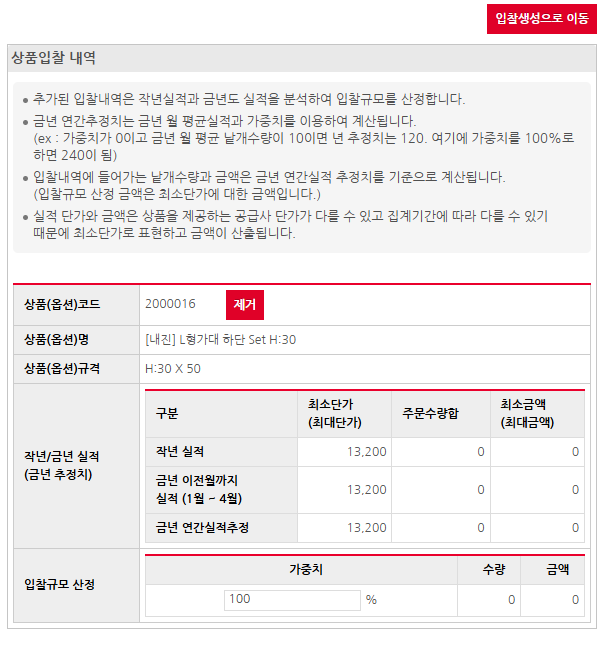 입찰생성으로 이동
상품입찰 내역
● 추가된 입찰내역은 작년실적과 금년도 실적을 분석하여 입찰규모를 산정합니다.
● 금년 연간추정치는 금년 월 평균실적과 가중치를 이용하여 계산됩니다.
(ex : 가중치가 0이고 금년 월 평균 낱개수량이 10이면 년 추정치는 120. 여기에 가중치를 100%로
하면 240이 됨)
● 입찰내역에 들어가는 낱개수량과 금액은 금년 연간실적 추정치를 기준으로 계산됩니다.
(입찰규모 산정 금액은 최소단가에 대한 금액입니다.)
● 실적 단가와 금액은 상품을 제공하는 공급사 단가가 다를 수 있고 집계기간에 따라 다를 수 있기
때문에 최소단가로 표현하고 금액이 산출됩니다.
상품(옵션)코드 2000016 제거
상품(옵션)명 [내진] L형가대 하단 Set H:30
상품(옵션)규격 H:30 X 50
작년/금년 실적
(금년 추정치)
구분 최소단가 주문수량합 최소금액
(최대단가) (최대금액)
작년 실적 13,200 0 0
금년 이전월까지
실적 (1월 ~ 4월) 13,200 0 0
금년 연간실적추정 13,200 0 0
입찰규모 산정
가중치 수량 금액
100 % 0 0